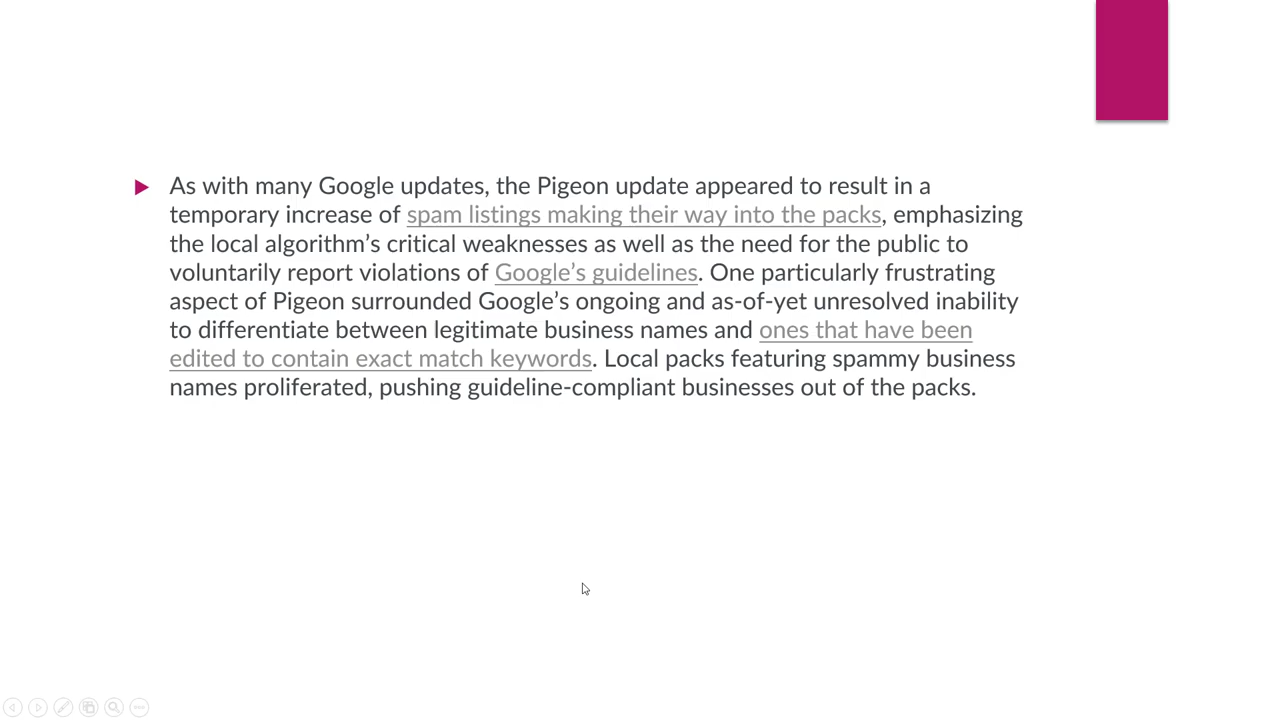 As with many Google updates, the Pigeon update appeared to result in a
temporary increase of spam listings making their way into the packs, emphasizing
the local algorithm’s critical weaknesses as well as the need for the public to
voluntarily report violations of Google’s guidelines. One particularly frustrating
aspect of Pigeon surrounded Google’s ongoing and as-of-yet unresolved inability
to differentiate between legitimate business names and ones that have been
edited to contain exact match keywords. Local packs featuring spammy business
names proliferated, pushing guideline-compliant businesses out of the packs.